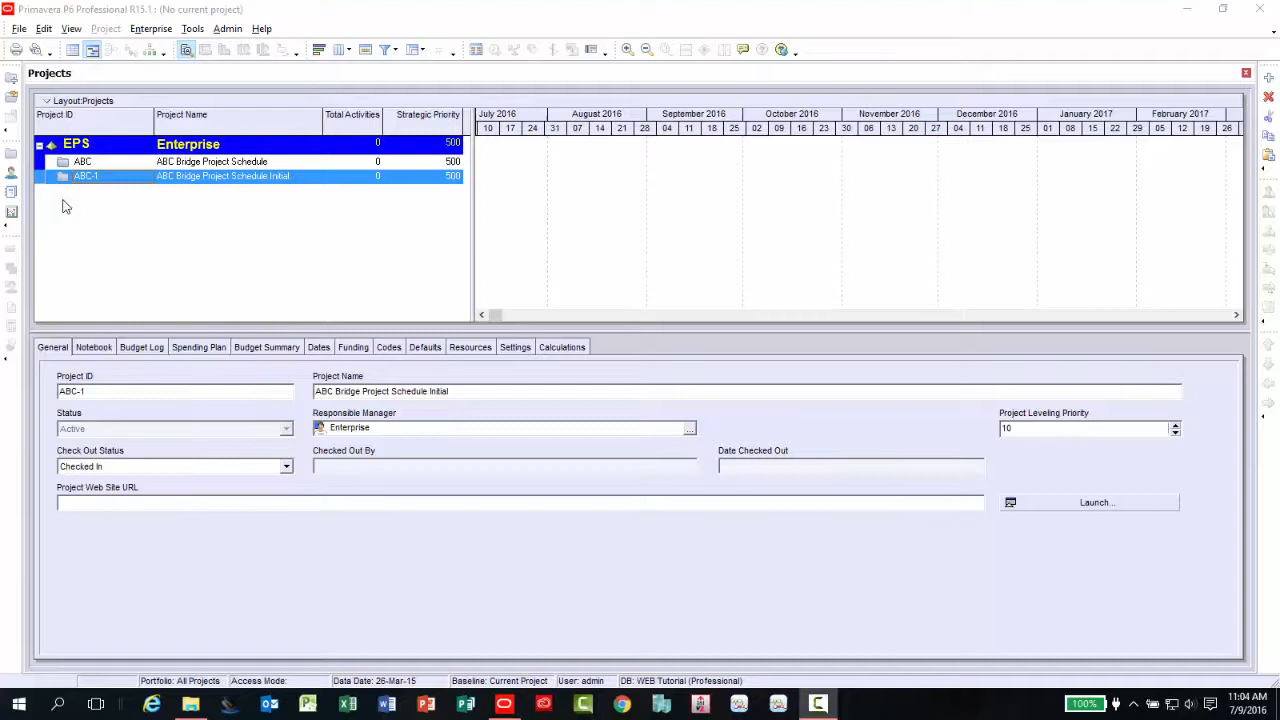 Primavera P6 Professional R15.1 : (No current project)
File Edit View Project Enterprise Tools Admin Help
Projects
Layout:Projects
Project ID Project Name Total Activities Strategic Priority
July 2016 August 2016 September 2016 October 2016 November 2016 December 2016 January 2017 February 2017
10 17 24 31 07 14 21 28 04 11 18 25 02 09 16 23 30 06 13 20 27 04 11 18 25 01 08 15 22 29 05 12 19 26
EPS Enterprise 0 500
ABC ABC Bridge Project Schedule 0 500
ABC-1 ABC Bridge Project Schedule Initial 0 500
General Notebook Budget Log Spending Plan Budget Summary Dates Funding Codes Defaults Resources Settings Calculations
Project ID Project Name
ABC-1 ABC Bridge Project Schedule Initial
Status Responsible Manager Project Leveling Priority
Active Enterprise ... 10
Check Out Status Checked Out By Date Checked Out
Checked In
Project Web Site URL
Launch...
Portfolio: All Projects Access Mode: Data Date: 26-Mar-15 Baseline: Current Project User: admin DB: WEB Tutorial (Professional)
100% 11:04 AM
7/9/2016